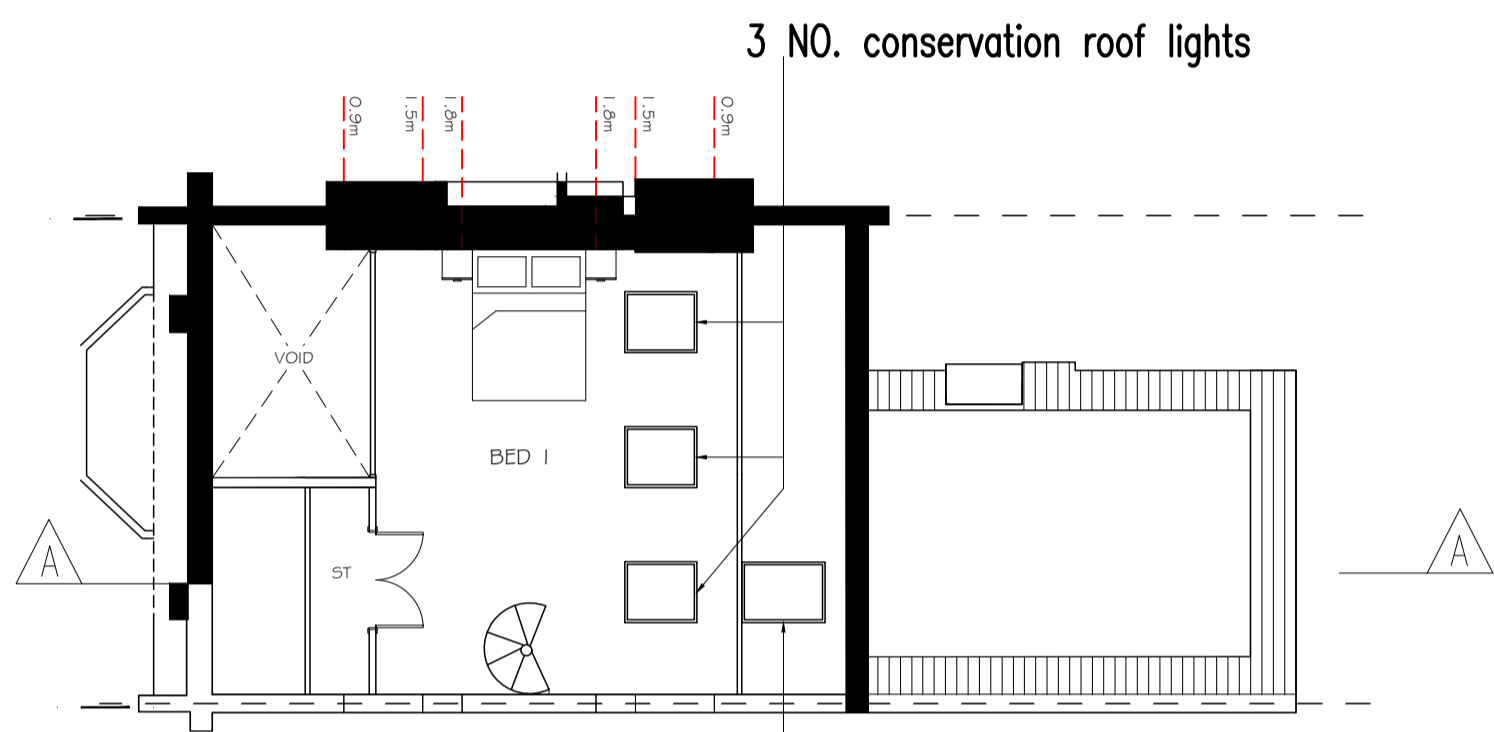 3 NO. conservation roof lights
0.9m
1.5m
1.8m
1.8m
1.5m
0.9m
VOID
BED 1
ST
A
A